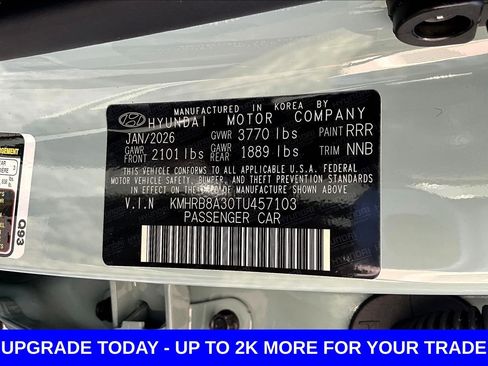 MANUFACTURED IN KOREA BY
HYUNDAI MOTOR COMPANY
JAN/2026 GVWR 3770 lbs PAINT RRR
GAWR FRONT 2101 lbs GAWR REAR 1889 lbs TRIM NNB
THIS VEHICLE CONFORMS TO ALL APPLICABLE U.S.A. FEDERAL
MOTOR VEHICLE SAFETY, BUMPER, AND THEFT PREVENTION STANDARDS
IN EFFECT ON THE DATE OF MANUFACTURE SHOWN ABOVE.
V.I.N KMHRB8A30TU457103
PASSENGER CAR
Q93
UPGRADE TODAY - UP TO 2K MORE FOR YOUR TRADE